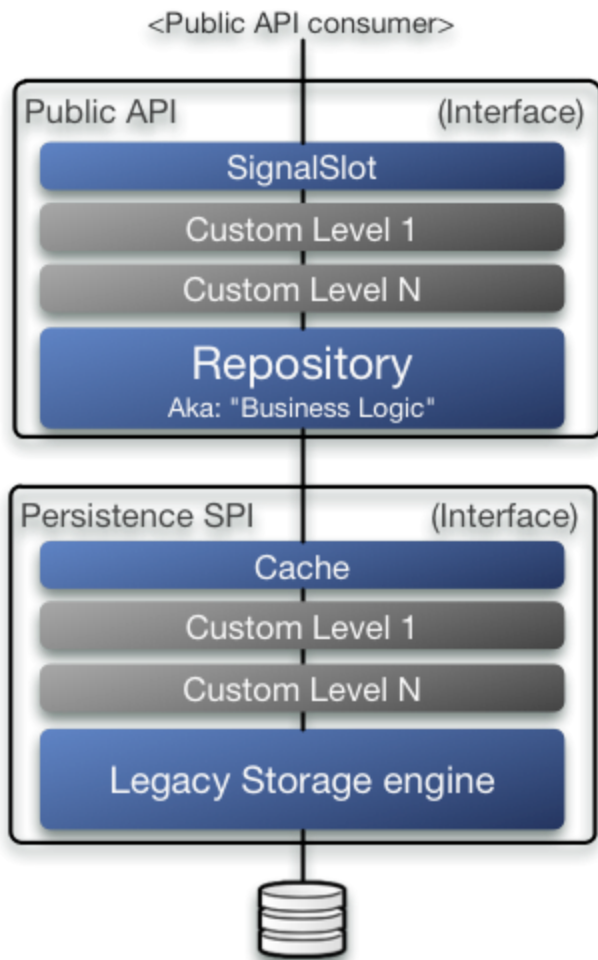 <Public API consumer>
Public API (Interface)
SignalSlot
Custom Level 1
Custom Level N
Repository
Aka: "Business Logic"
Persistence SPI (Interface)
Cache
Custom Level 1
Custom Level N
Legacy Storage engine